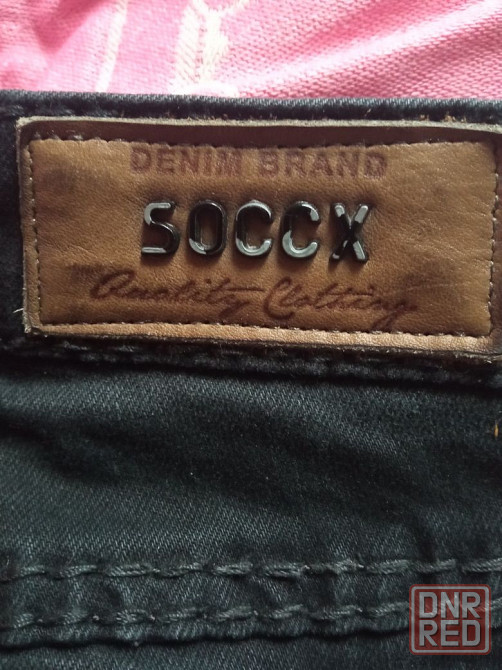 DENIM BRAND
SOCCX
Quality Clothing
DNR
RED